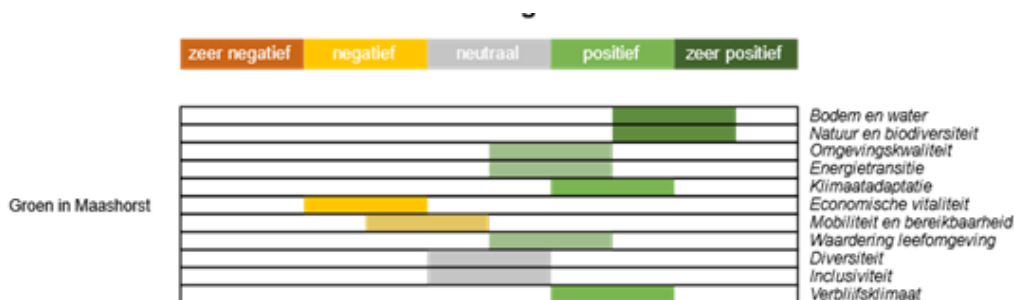 zeer negatief negatief neutraal positief zeer positief
Bodem en water
Natuur en biodiversiteit
Omgevingskwaliteit
Energietransitie
Klimaatadaptatie
Groen in Maashorst
Economische vitaliteit
Mobiliteit en bereikbaarheid
Waardering leefomgeving
Diversiteit
Inclusiviteit
Verblijfsklimaat